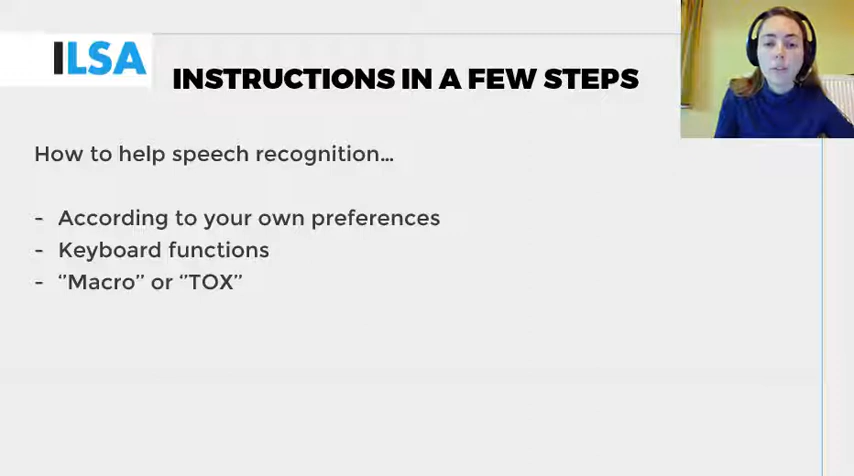 ILSA
INSTRUCTIONS IN A FEW STEPS
How to help speech recognition...
- According to your own preferences
- Keyboard functions
- “Macro” or “TOX”